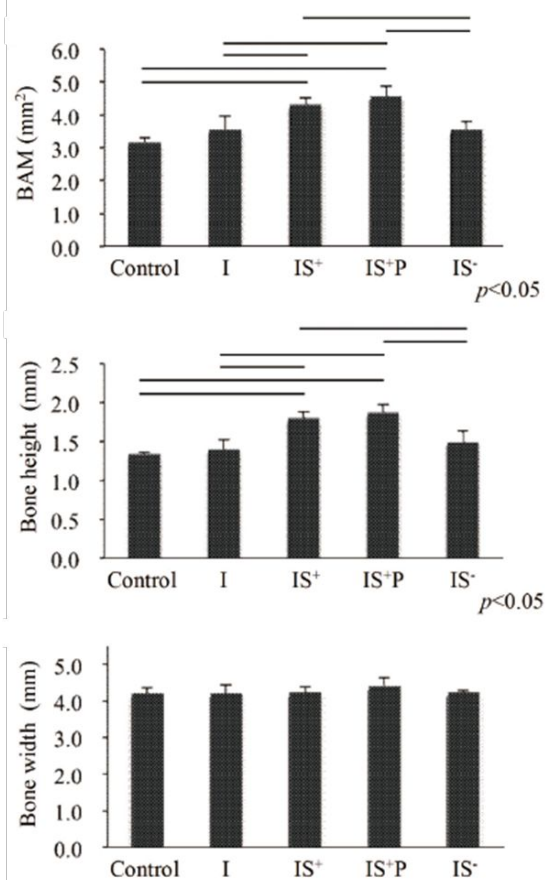 BAM (mm²)
6.0
5.0
4.0
3.0
2.0
1.0
0.0
Control I IS⁺ IS⁺P IS⁻
p<0.05
Bone height (mm)
2.5
2.0
1.5
1.0
0.5
0.0
Control I IS⁺ IS⁺P IS⁻
p<0.05
Bone width (mm)
5.0
4.0
3.0
2.0
1.0
0.0
Control I IS⁺ IS⁺P IS⁻